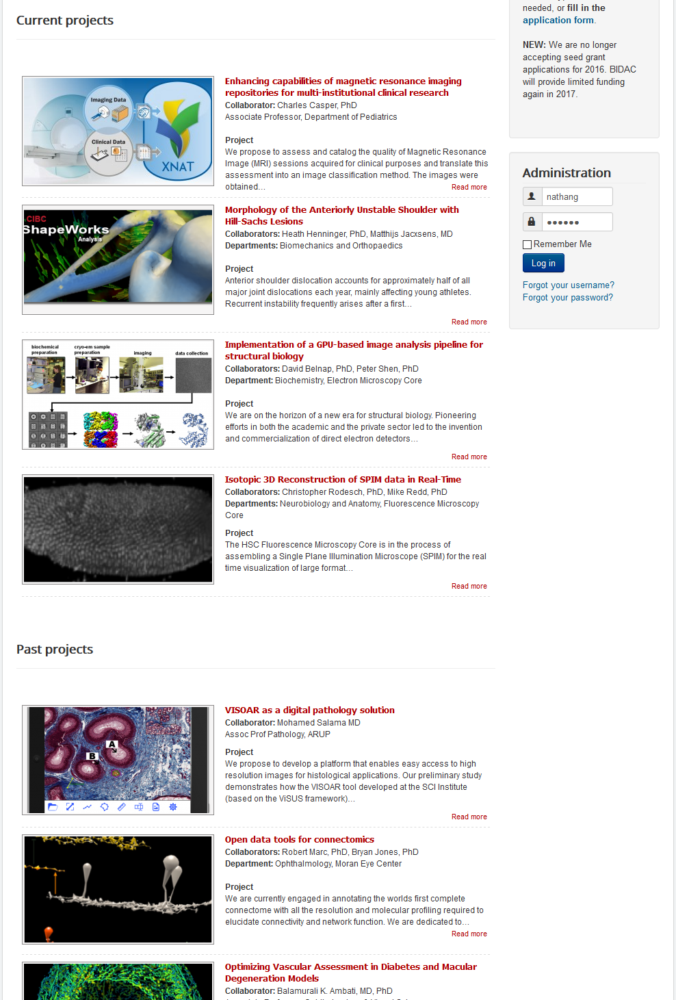 Current projects
Imaging Data
Clinical Data
XNAT
Enhancing capabilities of magnetic resonance imaging
repositories for multi-institutional clinical research
Collaborator: Charles Casper, PhD
Associate Professor, Department of Pediatrics
Project
We propose to assess and catalog the quality of Magnetic Resonance
Image (MRI) sessions acquired for clinical purposes and translate this
assessment into an image classification method. The images were
obtained...
Read more
CIBC
ShapeWorks
Analysis
Morphology of the Anteriorly Unstable Shoulder with
Hill-Sachs Lesions
Collaborators: Heath Henninger, PhD, Matthijs Jacxsens, MD
Departments: Biomechanics and Orthopaedics
Project
Anterior shoulder dislocation accounts for approximately half of all
major joint dislocations each year, mainly affecting young athletes.
Recurrent instability frequently arises after a first...
Read more
biochemical
preparation
cryo-em sample
preparation
imaging
data collection
Implementation of a GPU-based image analysis pipeline for
structural biology
Collaborators: David Belnap, PhD, Peter Shen, PhD
Department: Biochemistry, Electron Microscopy Core
Project
We are on the horizon of a new era for structural biology. Pioneering
efforts in both the academic and the private sector led to the invention
and commercialization of direct electron detectors...
Read more
Isotopic 3D Reconstruction of SPIM data in Real-Time
Collaborators: Christopher Rodesch, PhD, Mike Redd, PhD
Departments: Neurobiology and Anatomy, Fluorescence Microscopy
Core
Project
The HSC Fluorescence Microscopy Core is in the process of
assembling a Single Plane Illumination Microscope (SPIM) for the real
time visualization of large format...
Read more
Past projects
A
B
VISOAR as a digital pathology solution
Collaborator: Mohamed Salama MD
Assoc Prof Pathology, ARUP
Project
We propose to develop a platform that enables easy access to high
resolution images for histological applications. Our preliminary study
demonstrates how the VISOAR tool developed at the SCI Institute
(based on the ViSUS framework)...
Read more
Open data tools for connectomics
Collaborators: Robert Marc, PhD, Bryan Jones, PhD
Department: Ophthalmology, Moran Eye Center
Project
We are currently engaged in annotating the worlds first complete
connectome with all the resolution and molecular profiling required to
elucidate connectivity and network function. We are dedicated to...
Read more
Optimizing Vascular Assessment in Diabetes and Macular
Degeneration Models
Collaborator: Balamurali K. Ambati, MD, PhD
needed, or fill in the
application form.
NEW: We are no longer
accepting seed grant
applications for 2016. BIDAC
will provide limited funding
again in 2017.
Administration
nathang
Remember Me
Log in
Forgot your username?
Forgot your password?